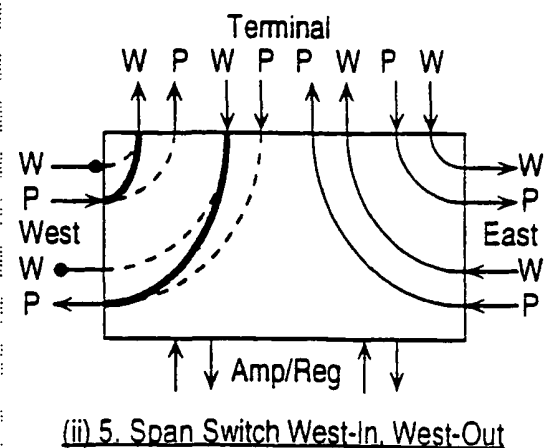 Terminal
W P W P P W P W
W W
P P
West East
W W
P P
Amp/Reg
(ii) 5. Span Switch West-In, West-Out